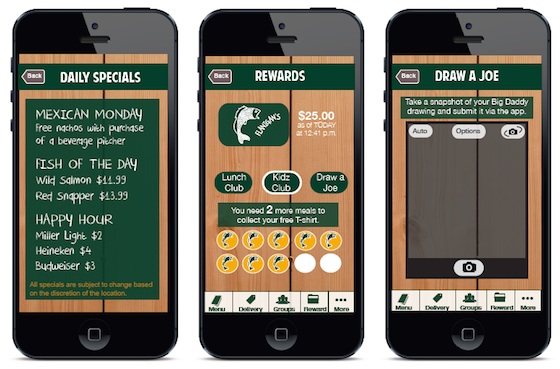 Back
DAILY SPECIALS
MEXICAN MONDAY
Free nachos with purchase
of a beverage pitcher
FISH OF THE DAY
Wild Salmon $11.99
Red Snapper $13.99
HAPPY HOUR
Miller Light $2
Heineken $4
Budweiser $3
All specials are subject to change based
on the discretion of the location.
Back
REWARDS
FLANIGAN'S
$25.00
as of TODAY
at 12:41 p.m.
Lunch
Club
Kidz
Club
Draw a
Joe
You need 2 more meals to
collect your free T-shirt.
Menu
Delivery
Groups
Reward
More
Back
DRAW A JOE
Take a snapshot of your Big Daddy
drawing and submit it via the app.
Auto
Options
Menu
Delivery
Groups
Reward
More